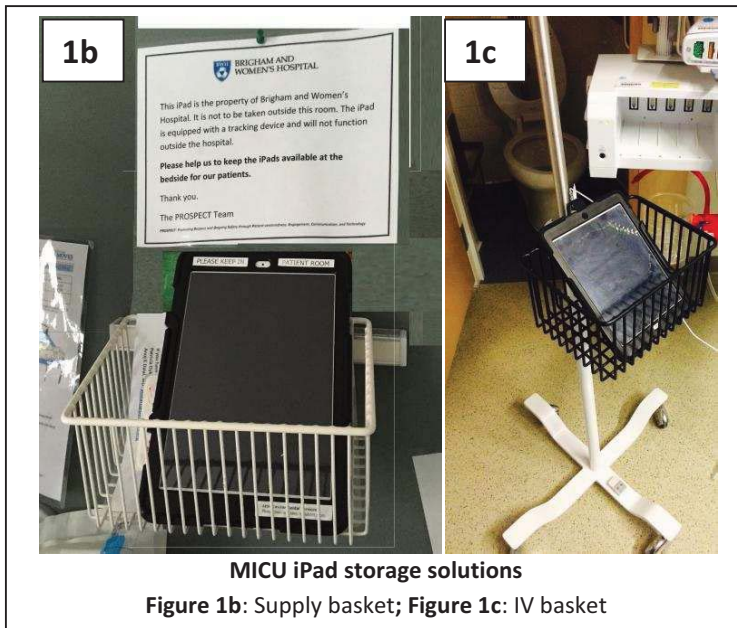 1b
BRIGHAM AND
WOMEN'S HOSPITAL
This iPad is the property of Brigham and Women's
Hospital. It is not to be taken outside this room. The iPad
is equipped with a tracking device and will not function
outside the hospital.
Please help us to keep the iPads available at the
bedside for our patients.
Thank you.
The PROSPECT Team
PLEASE KEEP IN
PATIENT ROOM
1c
MICU iPad storage solutions
Figure 1b: Supply basket; Figure 1c: IV basket